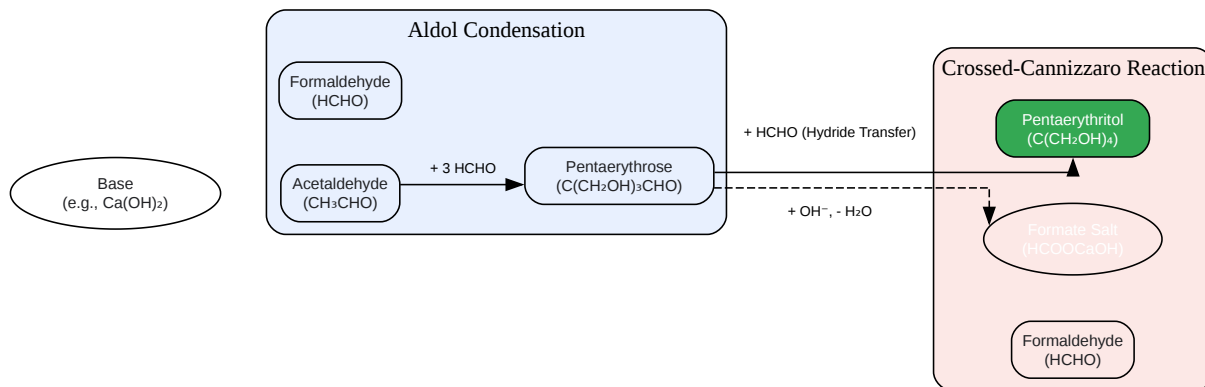 Aldol Condensation
Formaldehyde
(HCHO)
Acetaldehyde
(CH₃CHO)
+ 3 HCHO
Pentaerythrose
(C(CH₂OH)₃CHO)
Base
(e.g., Ca(OH)₂)
+ HCHO (Hydride Transfer)
+ OH⁻, - H₂O
Crossed-Cannizzaro Reaction
Pentaerythritol
(C(CH₂OH)₄)
Formate Salt
(HCOOCaOH)
Formaldehyde
(HCHO)